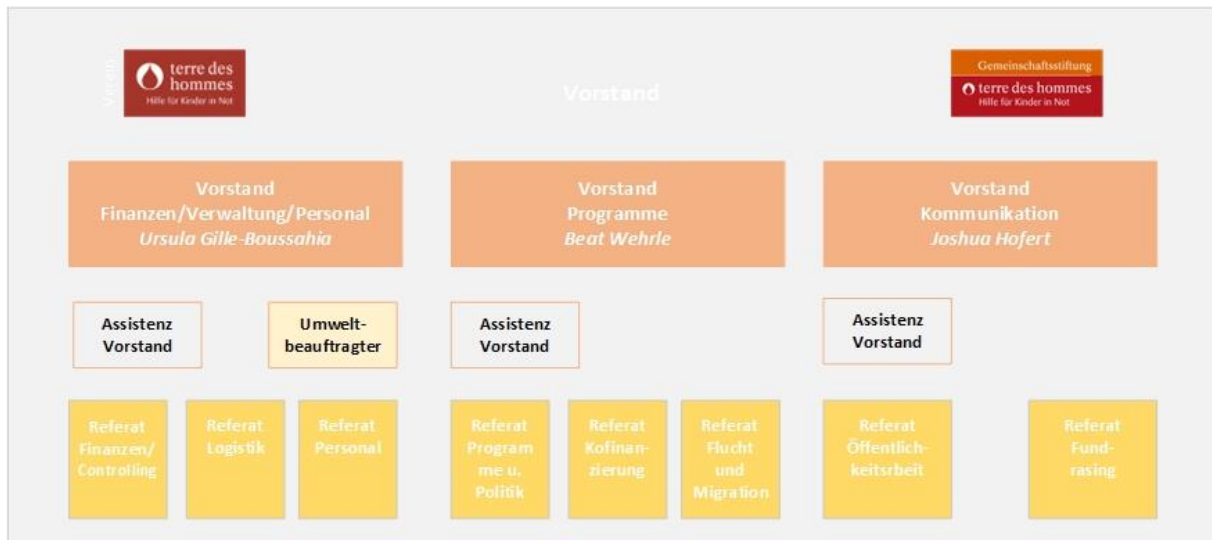 Verein
terre des
hommes
Hilfe für Kinder in Not
Vorstand
Gemeinschaftsstiftung
terre des hommes
Hilfe für Kinder in Not
Vorstand
Finanzen/Verwaltung/Personal
Ursula Gille-Boussahia
Vorstand
Programme
Beat Wehrle
Vorstand
Kommunikation
Joshua Hofert
Assistenz
Vorstand
Umwelt-
beauftragter
Assistenz
Vorstand
Assistenz
Vorstand
Referat
Finanzen/
Controlling
Referat
Logistik
Referat
Personal
Referat
Program
me u.
Politik
Referat
Kofinan-
zierung
Referat
Flucht
und
Migration
Referat
Öffentlich-
keitsrbeit
Referat
Fund-
rasing